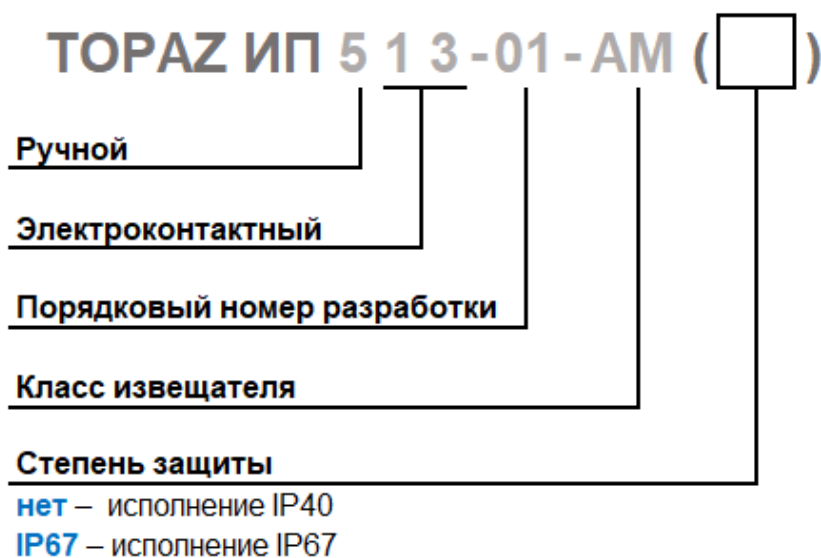 TOPAZ ИП 5 1 3 - 01 - АМ ( )
Ручной
Электроконтактный
Порядковый номер разработки
Класс извещателя
Степень защиты
нет – исполнение IP40
IP67 – исполнение IP67